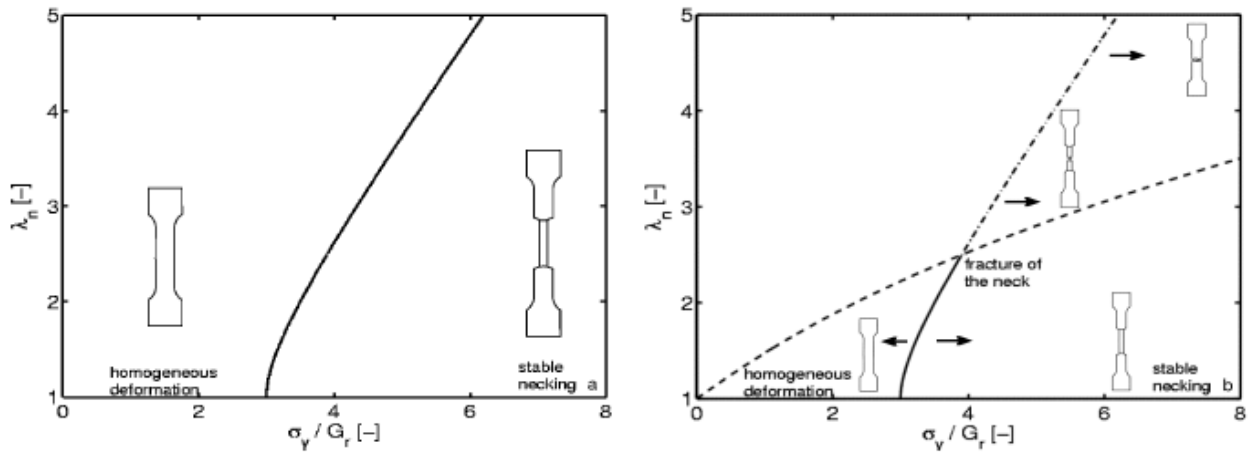 5
4
3
2
1
λn [–]
homogeneous
deformation
stable
necking a
0 2 4 6 8
σy / Gr [–]
5
4
3
2
1
λn [–]
fracture of
the neck
homogeneous
deformation
stable
necking b
0 2 4 6 8
σy / Gr [–]